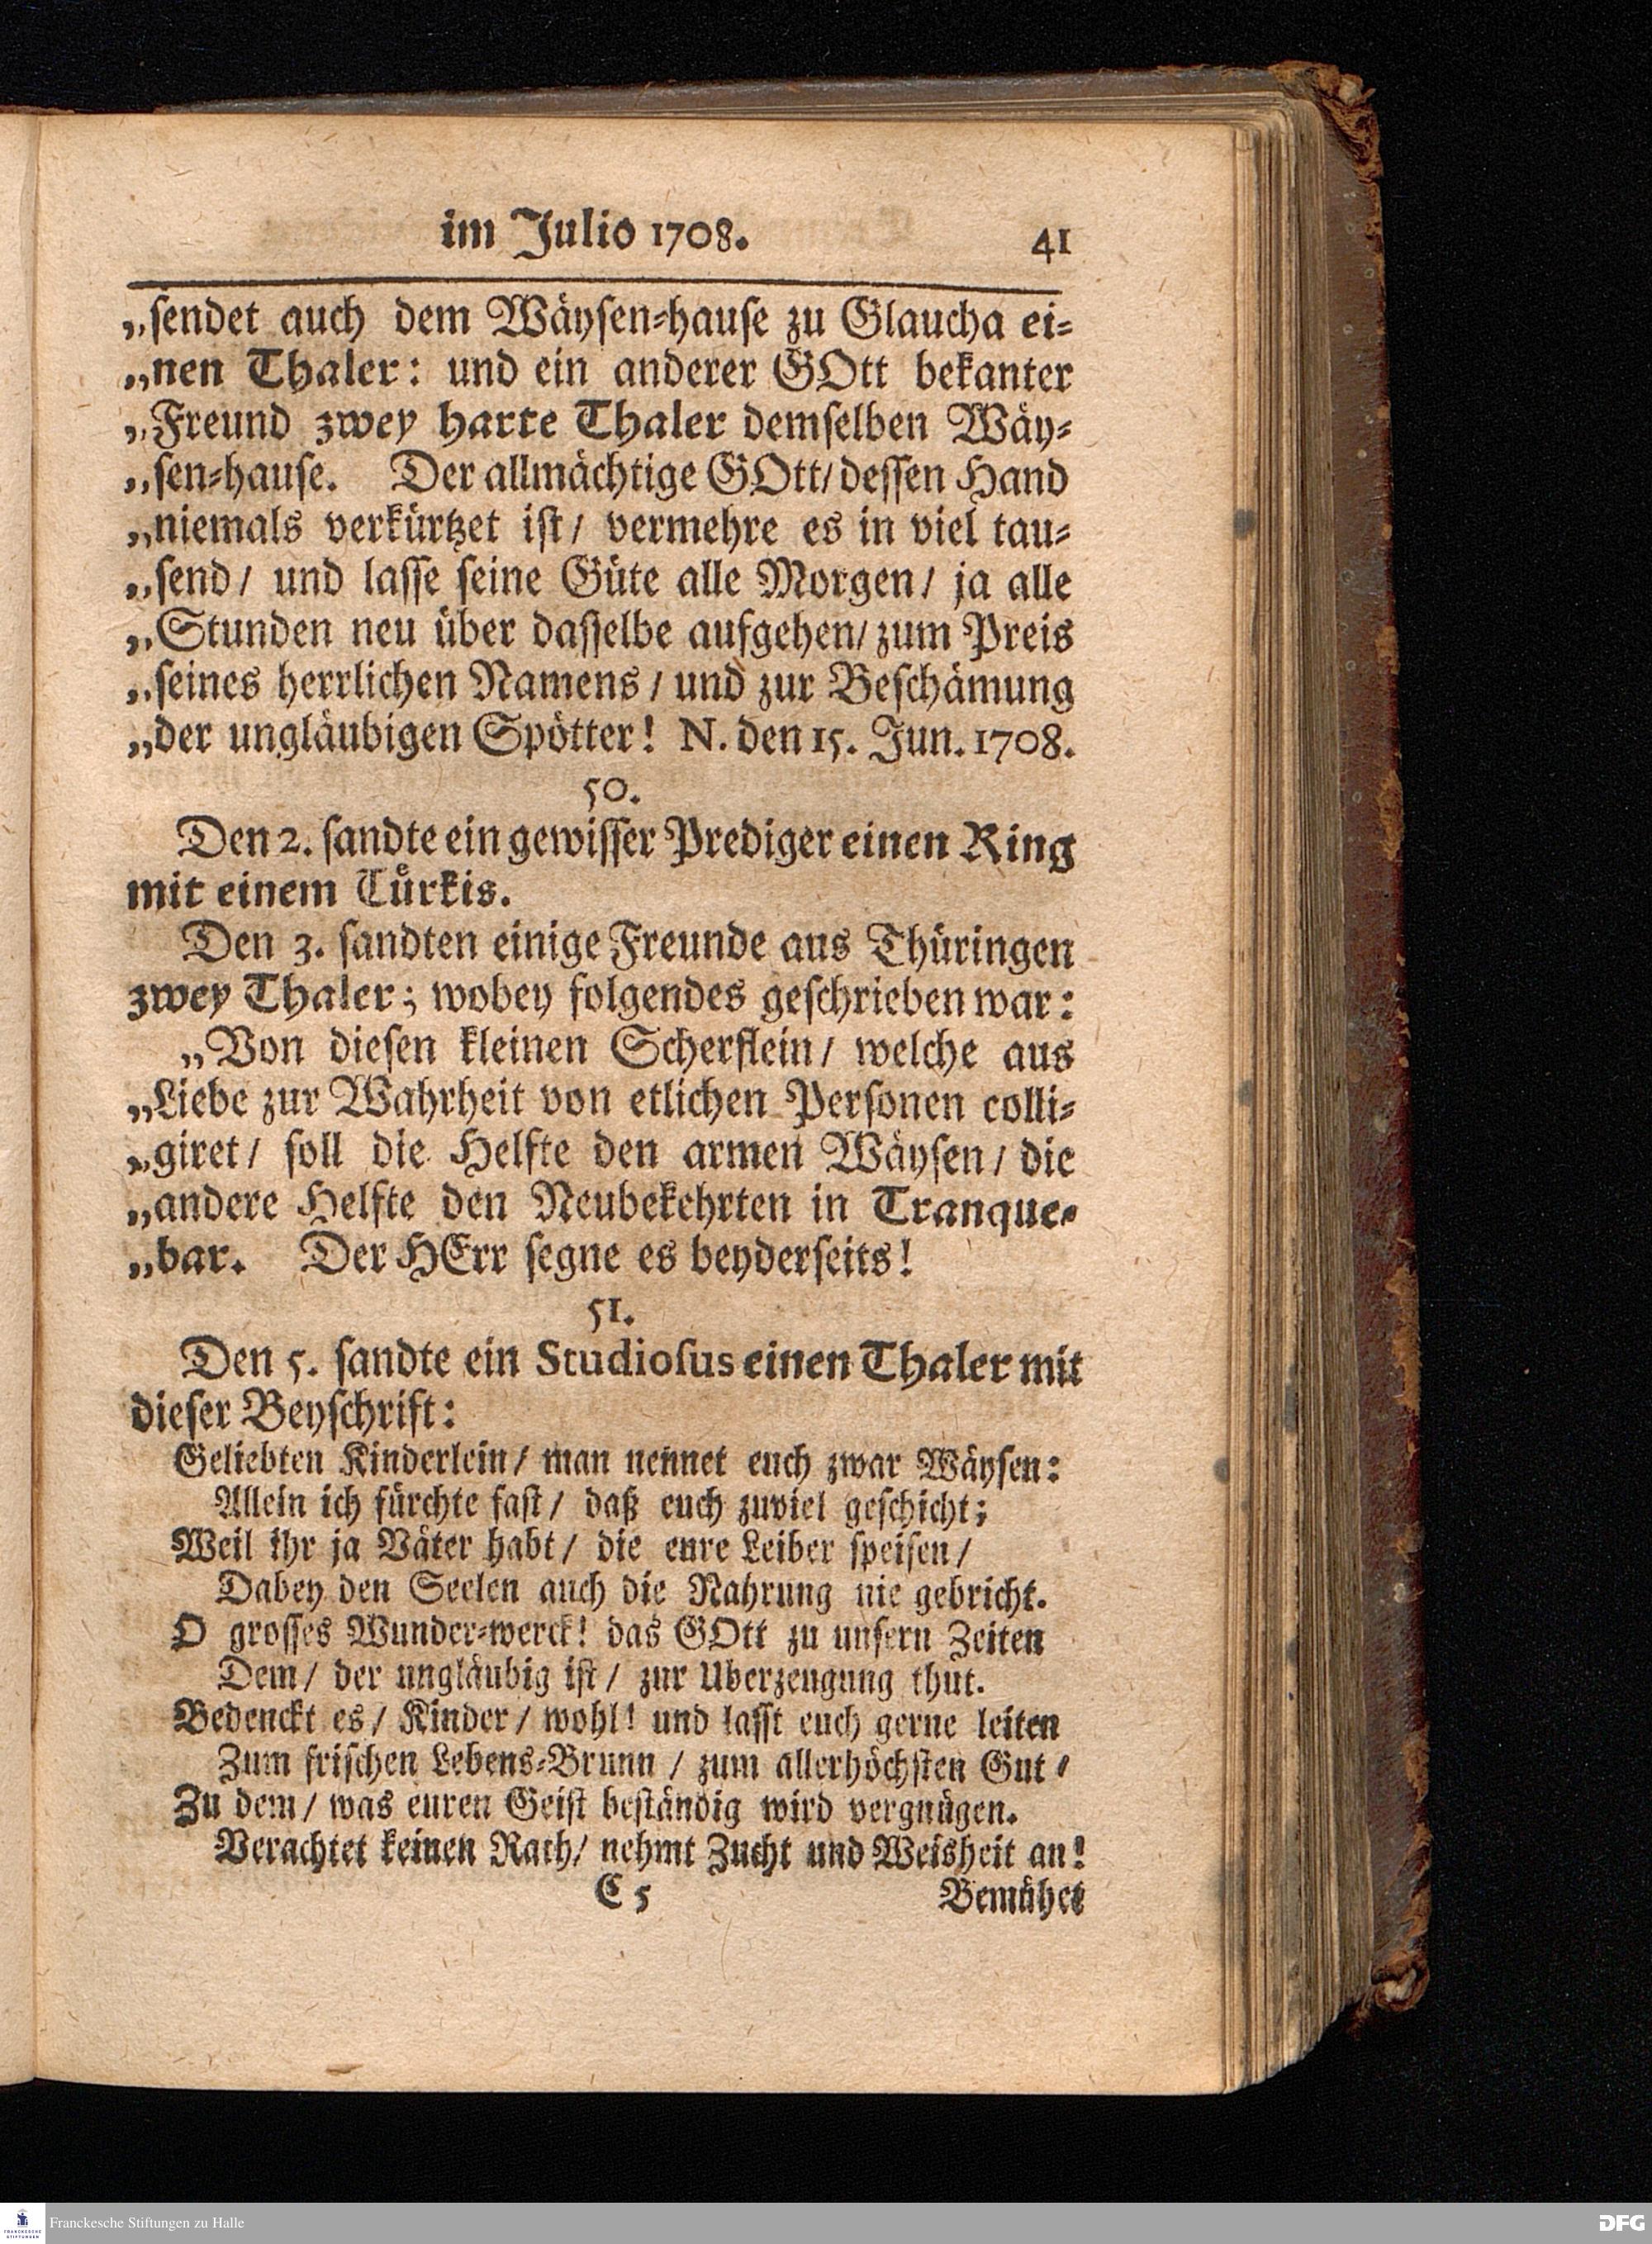 im Julio 1708. 41
„sendet auch dem Wäysen-hause zu Glaucha ei-
„nen Thaler: und ein anderer GOtt bekanter
„Freund zwey harte Thaler demselben Wäy-
„sen-hause. Der allmächtige GOtt/ dessen Hand
„niemals verkürtzet ist/ vermehre es in viel tau-
„send/ und lasse seine Güte alle Morgen/ ja alle
„Stunden neu über dasselbe aufgehen/ zum Preis
„seines herrlichen Namens/ und zur Beschämung
„der ungläubigen Spötter! N. den 15. Jun. 1708.
50.
Den 2. sandte ein gewisser Prediger einen Ring
mit einem Türkis.
Den 3. sandten einige Freunde aus Thüringen
zwey Thaler; wobey folgendes geschrieben war:
„Von diesen kleinen Scherflein/ welche aus
„Liebe zur Wahrheit von etlichen Personen colli-
„giret/ soll die Helfte den armen Wäysen/ die
„andere Helfte den Neubekehrten in Tranque-
„bar. Der HErr segne es beyderseits!
51.
Den 5. sandte ein Studiosus einen Thaler mit
dieser Beyschrift:
Geliebten Kinderlein/ man nennet euch zwar Wäysen:
Allein ich fürchte fast/ daß euch zuviel geschicht;
Weil ihr ja Väter habt/ die eure Leiber speisen/
Dabey den Seelen auch die Nahrung nie gebricht.
O grosses Wunder-werck! das GOtt zu unsern Zeiten
Dem/ der ungläubig ist/ zur Uberzeugung thut.
Bedenckt es/ Kinder/ wohl! und lasst euch gerne leiten
Zum frischen Lebens-Brunn/ zum allerhöchsten Gut/
Zu dem/ was euren Geist beständig wird vergnügen.
Verachtet keinen Rath/ nehmt Zucht und Weisheit an!
C 5 Bemühet
FRANCKESCHE STIFTUNGEN
Franckesche Stiftungen zu Halle
DFG